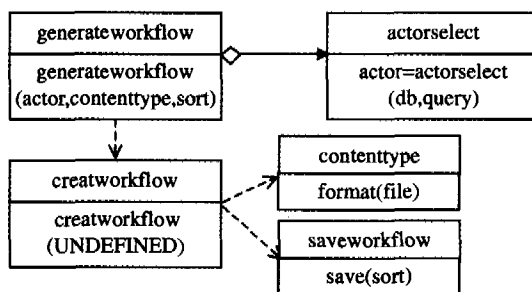 generateworkflow
generateworkflow
(actor,contenttype,sort)
actorselect
actor=actorselect
(db,query)
creatworkflow
creatworkflow
(UNDEFINED)
contenttype
format(file)
saveworkflow
save(sort)